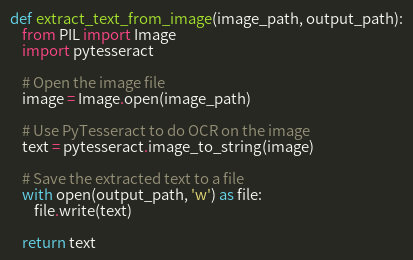 def extract_text_from_image(image_path, output_path):
    from PIL import Image
    import pytesseract

    # Open the image file
    image = Image.open(image_path)

    # Use PyTesseract to do OCR on the image
    text = pytesseract.image_to_string(image)

    # Save the extracted text to a file
    with open(output_path, 'w') as file:
        file.write(text)

    return text